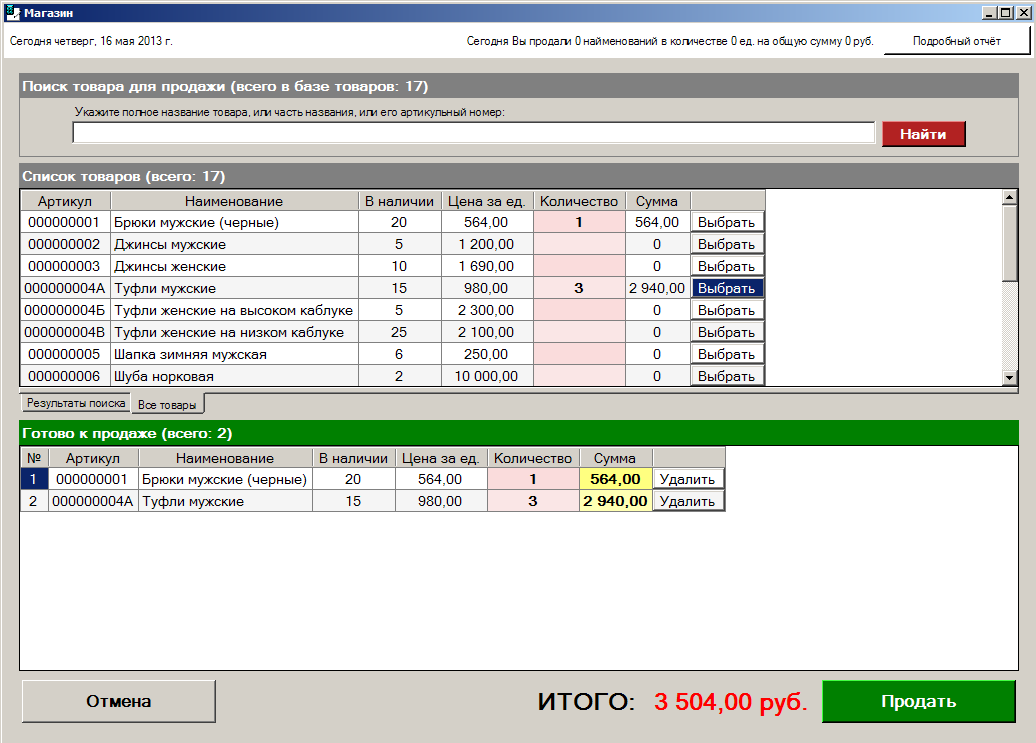 Магазин
Сегодня четверг, 16 мая 2013 г.
Сегодня Вы продали 0 найменований в количестве 0 ед. на общую сумму 0 руб.
Подробный отчёт
Поиск товара для продажи (всего в базе товаров: 17)
Укажите полное название товара, или часть названия, или его артикульный номер:
Найти
Список товаров (всего: 17)
Артикул Наименование В наличии Цена за ед. Количество Сумма
000000001 Брюки мужские (черные) 20 564,00 1 564,00 Выбрать
000000002 Джинсы мужские 5 1 200,00 0 Выбрать
000000003 Джинсы женские 10 1 690,00 0 Выбрать
000000004А Туфли мужские 15 980,00 3 2 940,00 Выбрать
000000004Б Туфли женские на высоком каблуке 5 2 300,00 0 Выбрать
000000004В Туфли женские на низком каблуке 25 2 100,00 0 Выбрать
000000005 Шапка зимняя мужская 6 250,00 0 Выбрать
000000006 Шуба норковая 2 10 000,00 0 Выбрать
Результаты поиска Все товары
Готово к продаже (всего: 2)
№ Артикул Наименование В наличии Цена за ед. Количество Сумма
1 000000001 Брюки мужские (черные) 20 564,00 1 564,00 Удалить
2 000000004А Туфли мужские 15 980,00 3 2 940,00 Удалить
Отмена ИТОГО: 3 504,00 руб. Продать